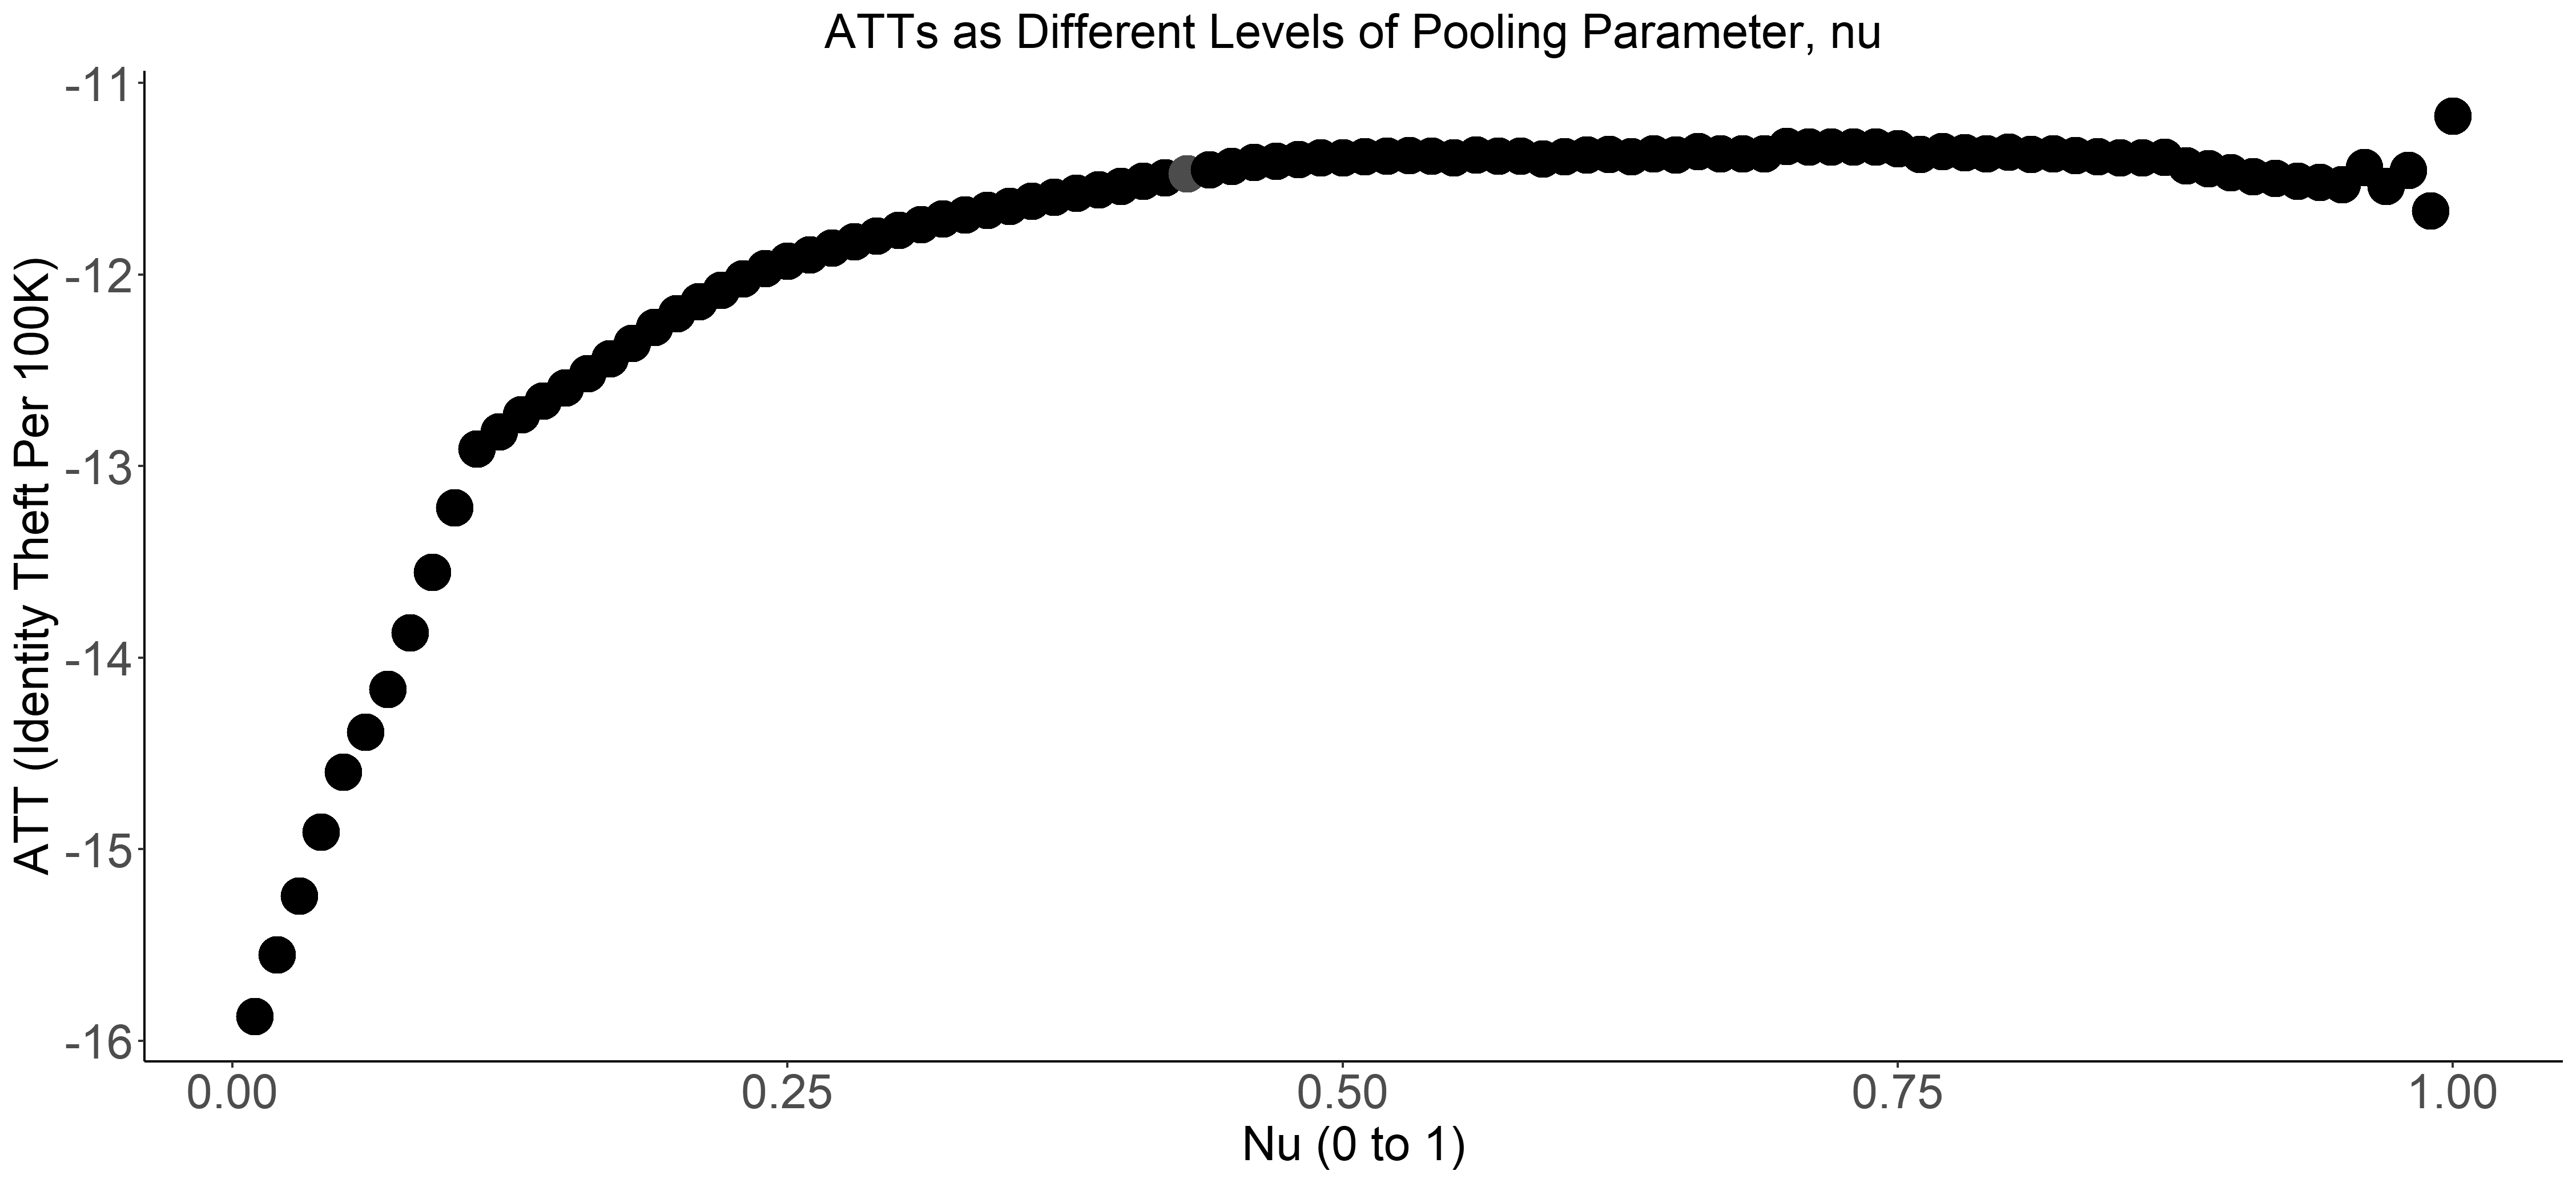 ATTs as Different Levels of Pooling Parameter, nu
ATT (Identity Theft Per 100K)
-11
-12
-13
-14
-15
-16
0.00 0.25 0.50 0.75 1.00
Nu (0 to 1)